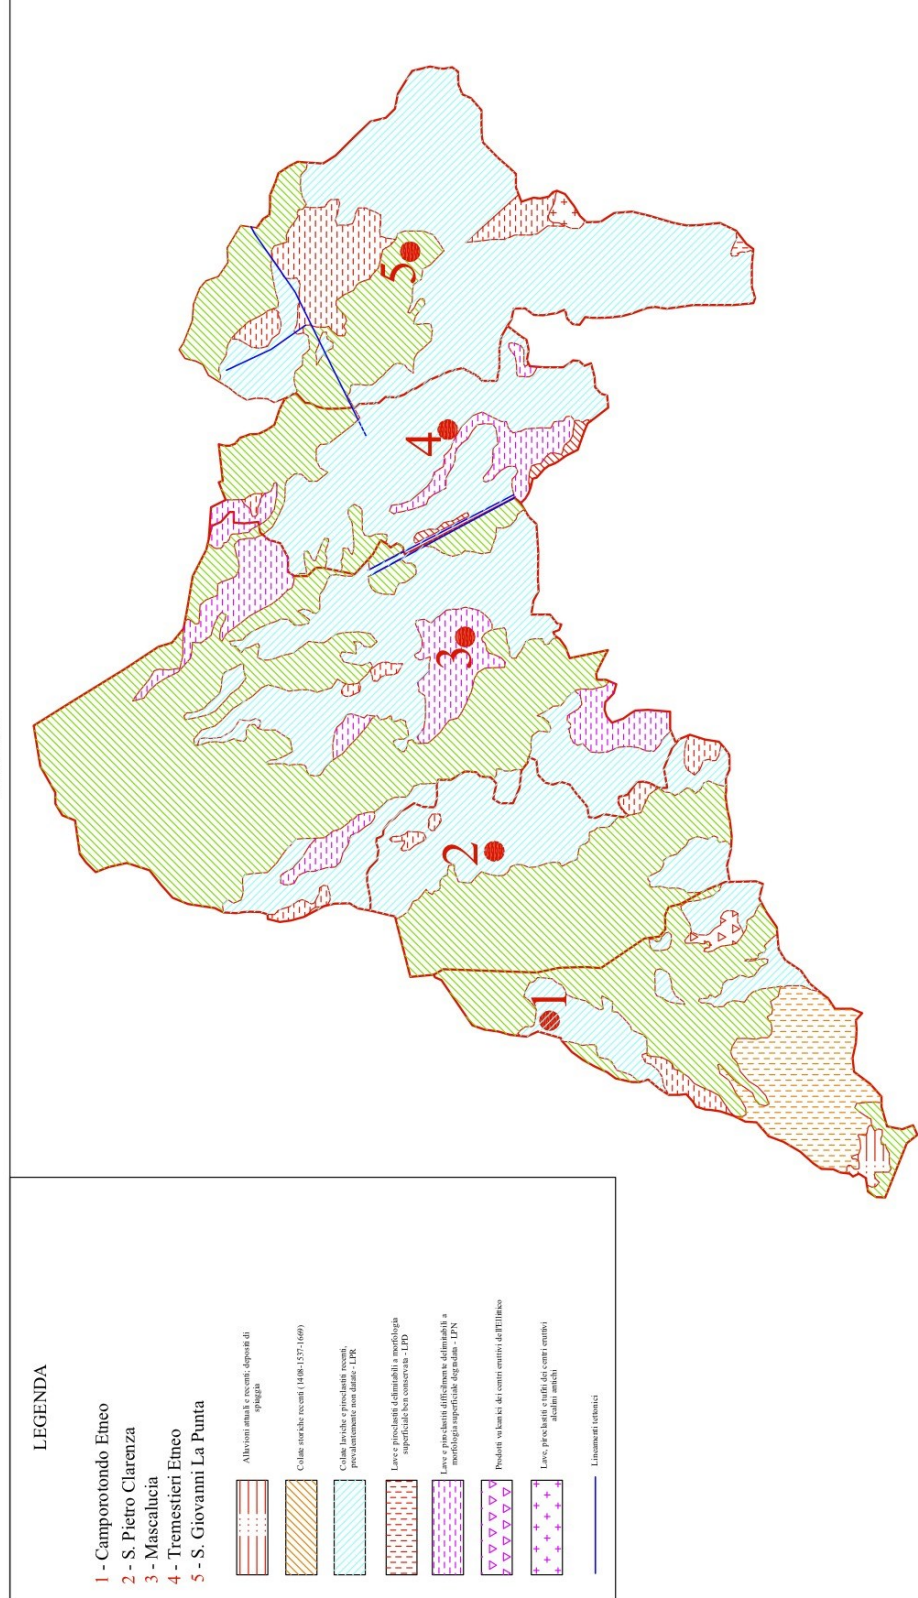 LEGENDA
1 - Camporotondo Etneo
2 - S. Pietro Clarenza
3 - Mascalucia
4 - Tremestieri Etneo
5 - S. Giovanni La Punta
Alluvioni attuali e recenti; depositi di
spiaggia
Colate storiche recenti (1408-1537-1669)
Colate laviche e piroclastiti recenti,
prevalentemente non datate - LPR
Lave e piroclastiti delimitabili a morfologia
superficiale ben conservata - LPD
Lave e piroclastiti difficilmente delimitabili a
morfologia superficiale degradata - LPN
Prodotti vulcanici dei centri eruttivi dell'Ellittico
Lave, piroclastiti e tufiti dei centri eruttivi
alcalini antichi
Lineamenti tettonici
1
2
3
4
5